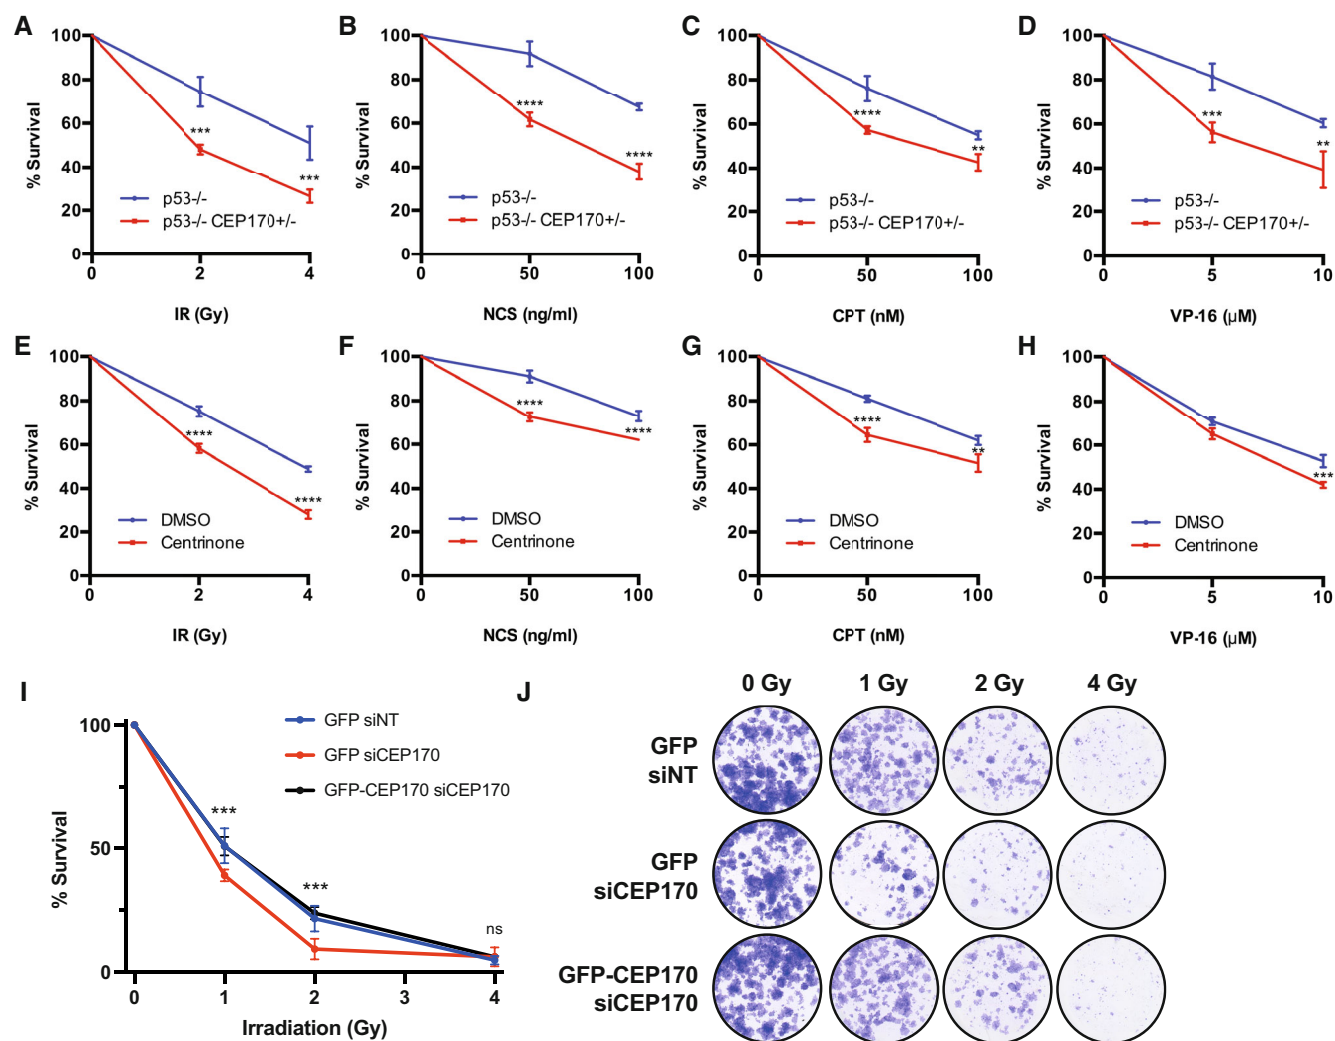 A
100
80
60
40
20
0
% Survival
***
***
p53-/-
p53-/- CEP170+/-
0
2
4
IR (Gy)
B
100
80
60
40
20
0
% Survival
****
****
p53-/-
p53-/- CEP170+/-
0
50
100
NCS (ng/ml)
C
100
80
60
40
20
0
% Survival
****
**
p53-/-
p53-/- CEP170+/-
0
50
100
CPT (nM)
D
100
80
60
40
20
0
% Survival
***
**
p53-/-
p53-/- CEP170+/-
0
5
10
VP-16 (µM)
E
100
80
60
40
20
0
% Survival
****
****
DMSO
Centrinone
0
2
4
IR (Gy)
F
100
80
60
40
20
0
% Survival
****
****
DMSO
Centrinone
0
50
100
NCS (ng/ml)
G
100
80
60
40
20
0
% Survival
****
**
DMSO
Centrinone
0
50
100
CPT (nM)
H
100
80
60
40
20
0
% Survival
***
DMSO
Centrinone
0
5
10
VP-16 (µM)
I
100
50
0
% Survival
***
***
ns
GFP siNT
GFP siCEP170
GFP-CEP170 siCEP170
0
1
2
3
4
Irradiation (Gy)
J
0 Gy
1 Gy
2 Gy
4 Gy
GFP
siNT
GFP
siCEP170
GFP-CEP170
siCEP170